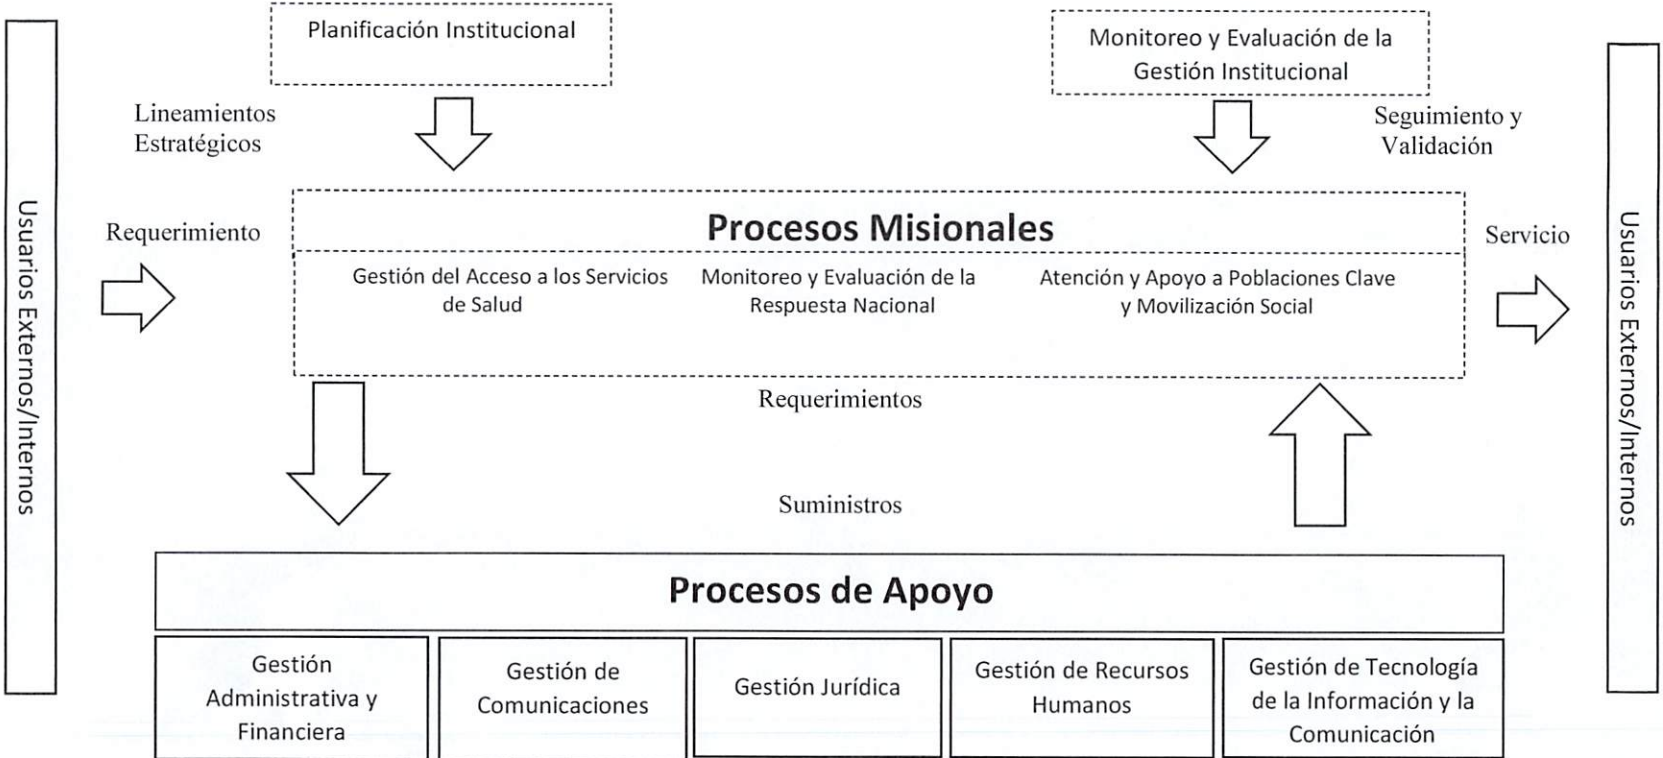 Planificación Institucional
Monitoreo y Evaluación de la
Gestión Institucional
Lineamientos
Estratégicos
Seguimiento y
Validación
Usuarios Externos/Internos
Requerimiento
Procesos Misionales
Servicio
Usuarios Externos/Internos
Gestión del Acceso a los Servicios
de Salud
Monitoreo y Evaluación de la
Respuesta Nacional
Atención y Apoyo a Poblaciones Clave
y Movilización Social
Requerimientos
Suministros
Procesos de Apoyo
Gestión
Administrativa y
Financiera
Gestión de
Comunicaciones
Gestión Jurídica
Gestión de Recursos
Humanos
Gestión de Tecnología
de la Información y la
Comunicación